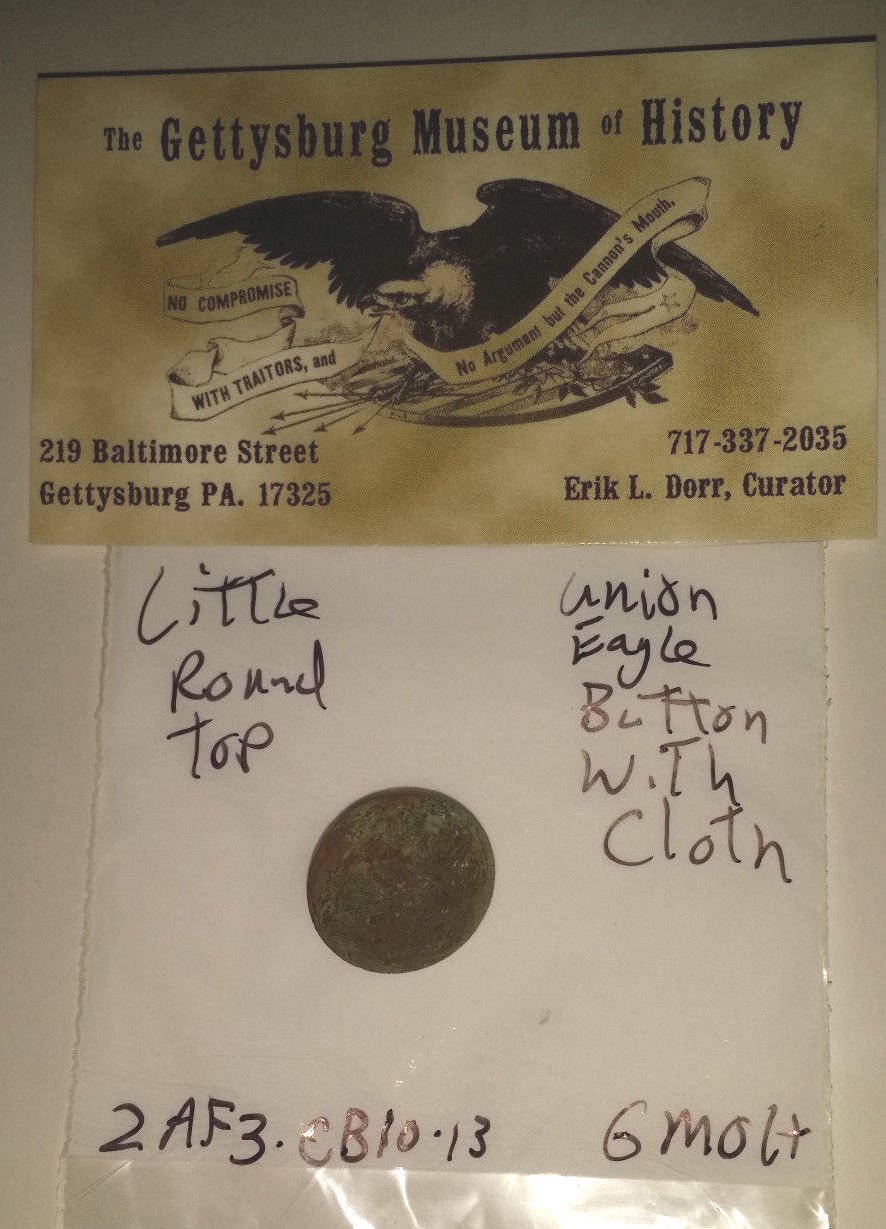 The Gettysburg Museum of History
NO COMPROMISE
WITH TRAITORS, and
No Argument but the Cannon's Mouth.
219 Baltimore Street
Gettysburg PA. 17325
717-337-2035
Erik L. Dorr, Curator
Little
Round
Top
Union
Eagle
Button
With
Cloth
2AF3.CB10.13
GMOH